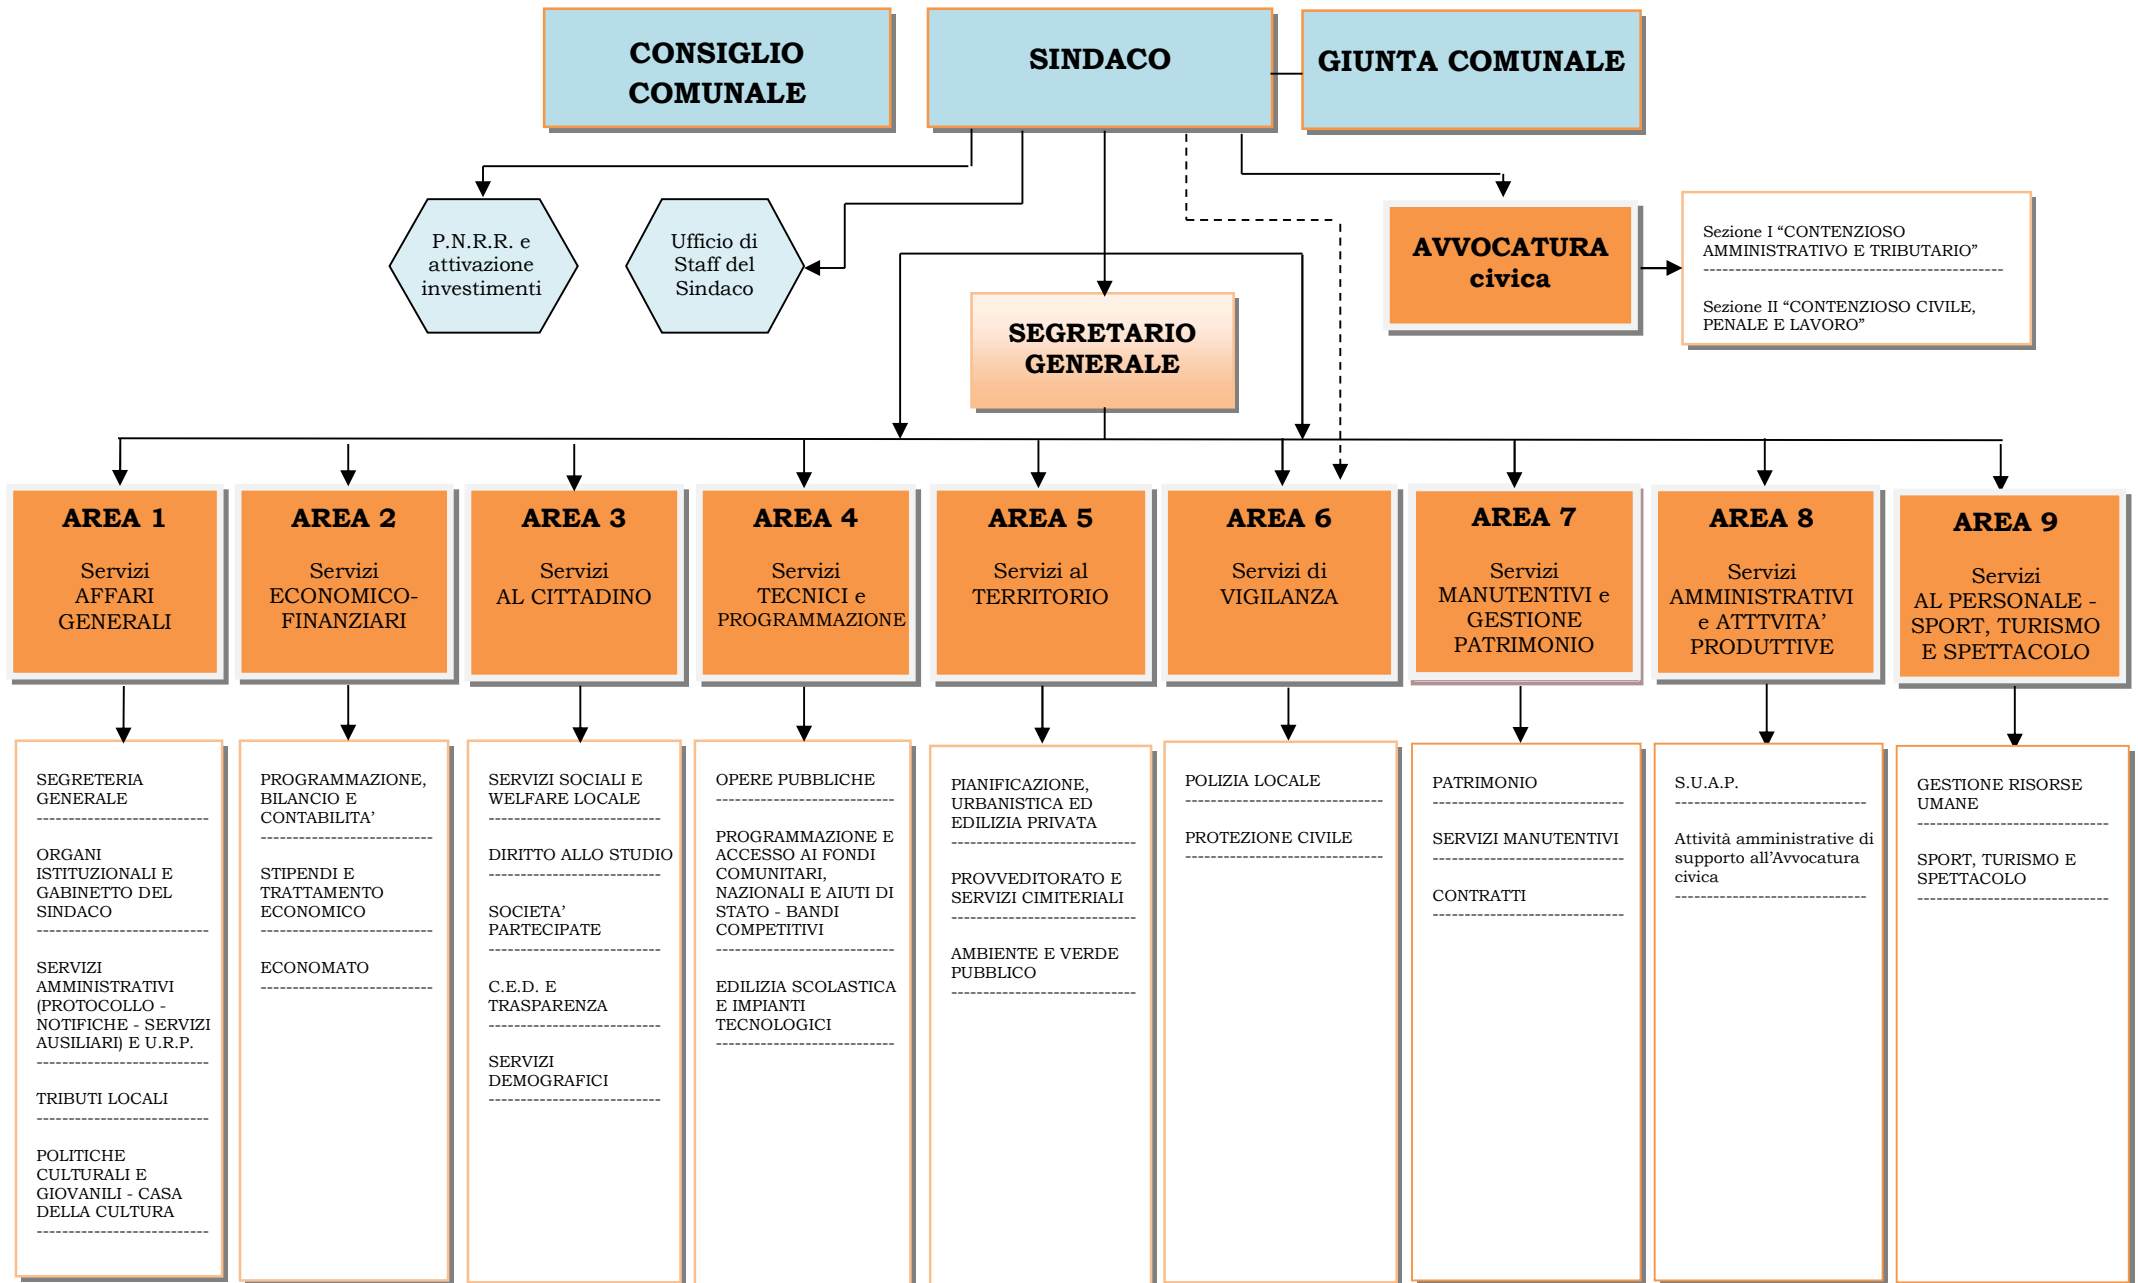 CONSIGLIO
COMUNALE
SINDACO
GIUNTA COMUNALE
P.N.R.R. e
attivazione
investimenti
Ufficio di
Staff del
Sindaco
SEGRETARIO
GENERALE
AVVOCATURA
civica
Sezione I “CONTENZIOSO
AMMINISTRATIVO E TRIBUTARIO”
Sezione II “CONTENZIOSO CIVILE,
PENALE E LAVORO”
AREA 1
Servizi
AFFARI
GENERALI
AREA 2
Servizi
ECONOMICO-
FINANZIARI
AREA 3
Servizi
AL CITTADINO
AREA 4
Servizi
TECNICI e
PROGRAMMAZIONE
AREA 5
Servizi al
TERRITORIO
AREA 6
Servizi di
VIGILANZA
AREA 7
Servizi
MANUTENTIVI e
GESTIONE
PATRIMONIO
AREA 8
Servizi
AMMINISTRATIVI
e ATTTVITA’
PRODUTTIVE
AREA 9
Servizi
AL PERSONALE -
SPORT, TURISMO
E SPETTACOLO
SEGRETERIA
GENERALE
ORGANI
ISTITUZIONALI E
GABINETTO DEL
SINDACO
SERVIZI
AMMINISTRATIVI
(PROTOCOLLO -
NOTIFICHE - SERVIZI
AUSILIARI) E U.R.P.
TRIBUTI LOCALI
POLITICHE
CULTURALI E
GIOVANILI - CASA
DELLA CULTURA
PROGRAMMAZIONE,
BILANCIO E
CONTABILITA’
STIPENDI E
TRATTAMENTO
ECONOMICO
ECONOMATO
SERVIZI SOCIALI E
WELFARE LOCALE
DIRITTO ALLO STUDIO
SOCIETA’
PARTECIPATE
C.E.D. E
TRASPARENZA
SERVIZI
DEMOGRAFICI
OPERE PUBBLICHE
PROGRAMMAZIONE E
ACCESSO AI FONDI
COMUNITARI,
NAZIONALI E AIUTI DI
STATO - BANDI
COMPETITIVI
EDILIZIA SCOLASTICA
E IMPIANTI
TECNOLOGICI
PIANIFICAZIONE,
URBANISTICA ED
EDILIZIA PRIVATA
PROVVEDITORATO E
SERVIZI CIMITERIALI
AMBIENTE E VERDE
PUBBLICO
POLIZIA LOCALE
PROTEZIONE CIVILE
PATRIMONIO
SERVIZI MANUTENTIVI
CONTRATTI
S.U.A.P.
Attività amministrative di
supporto all’Avvocatura
civica
GESTIONE RISORSE
UMANE
SPORT, TURISMO E
SPETTACOLO